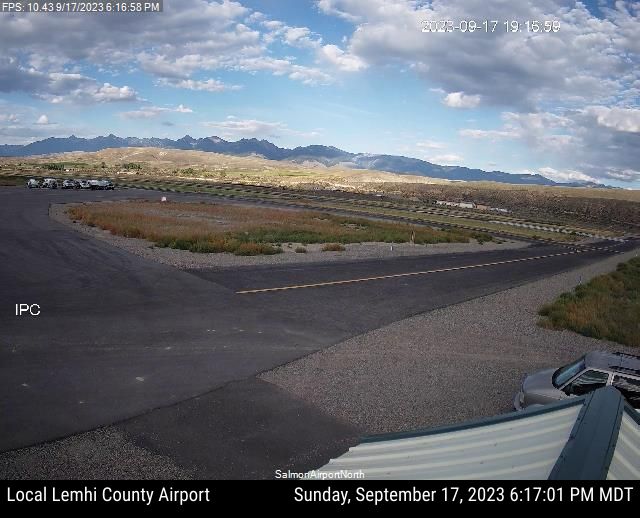 FPS: 10.43 9/17/2023 6:16:58 PM
2023-09-17 19:15:59
IPC
SalmonAirportNorth
Local Lemhi County Airport Sunday, September 17, 2023 6:17:01 PM MDT